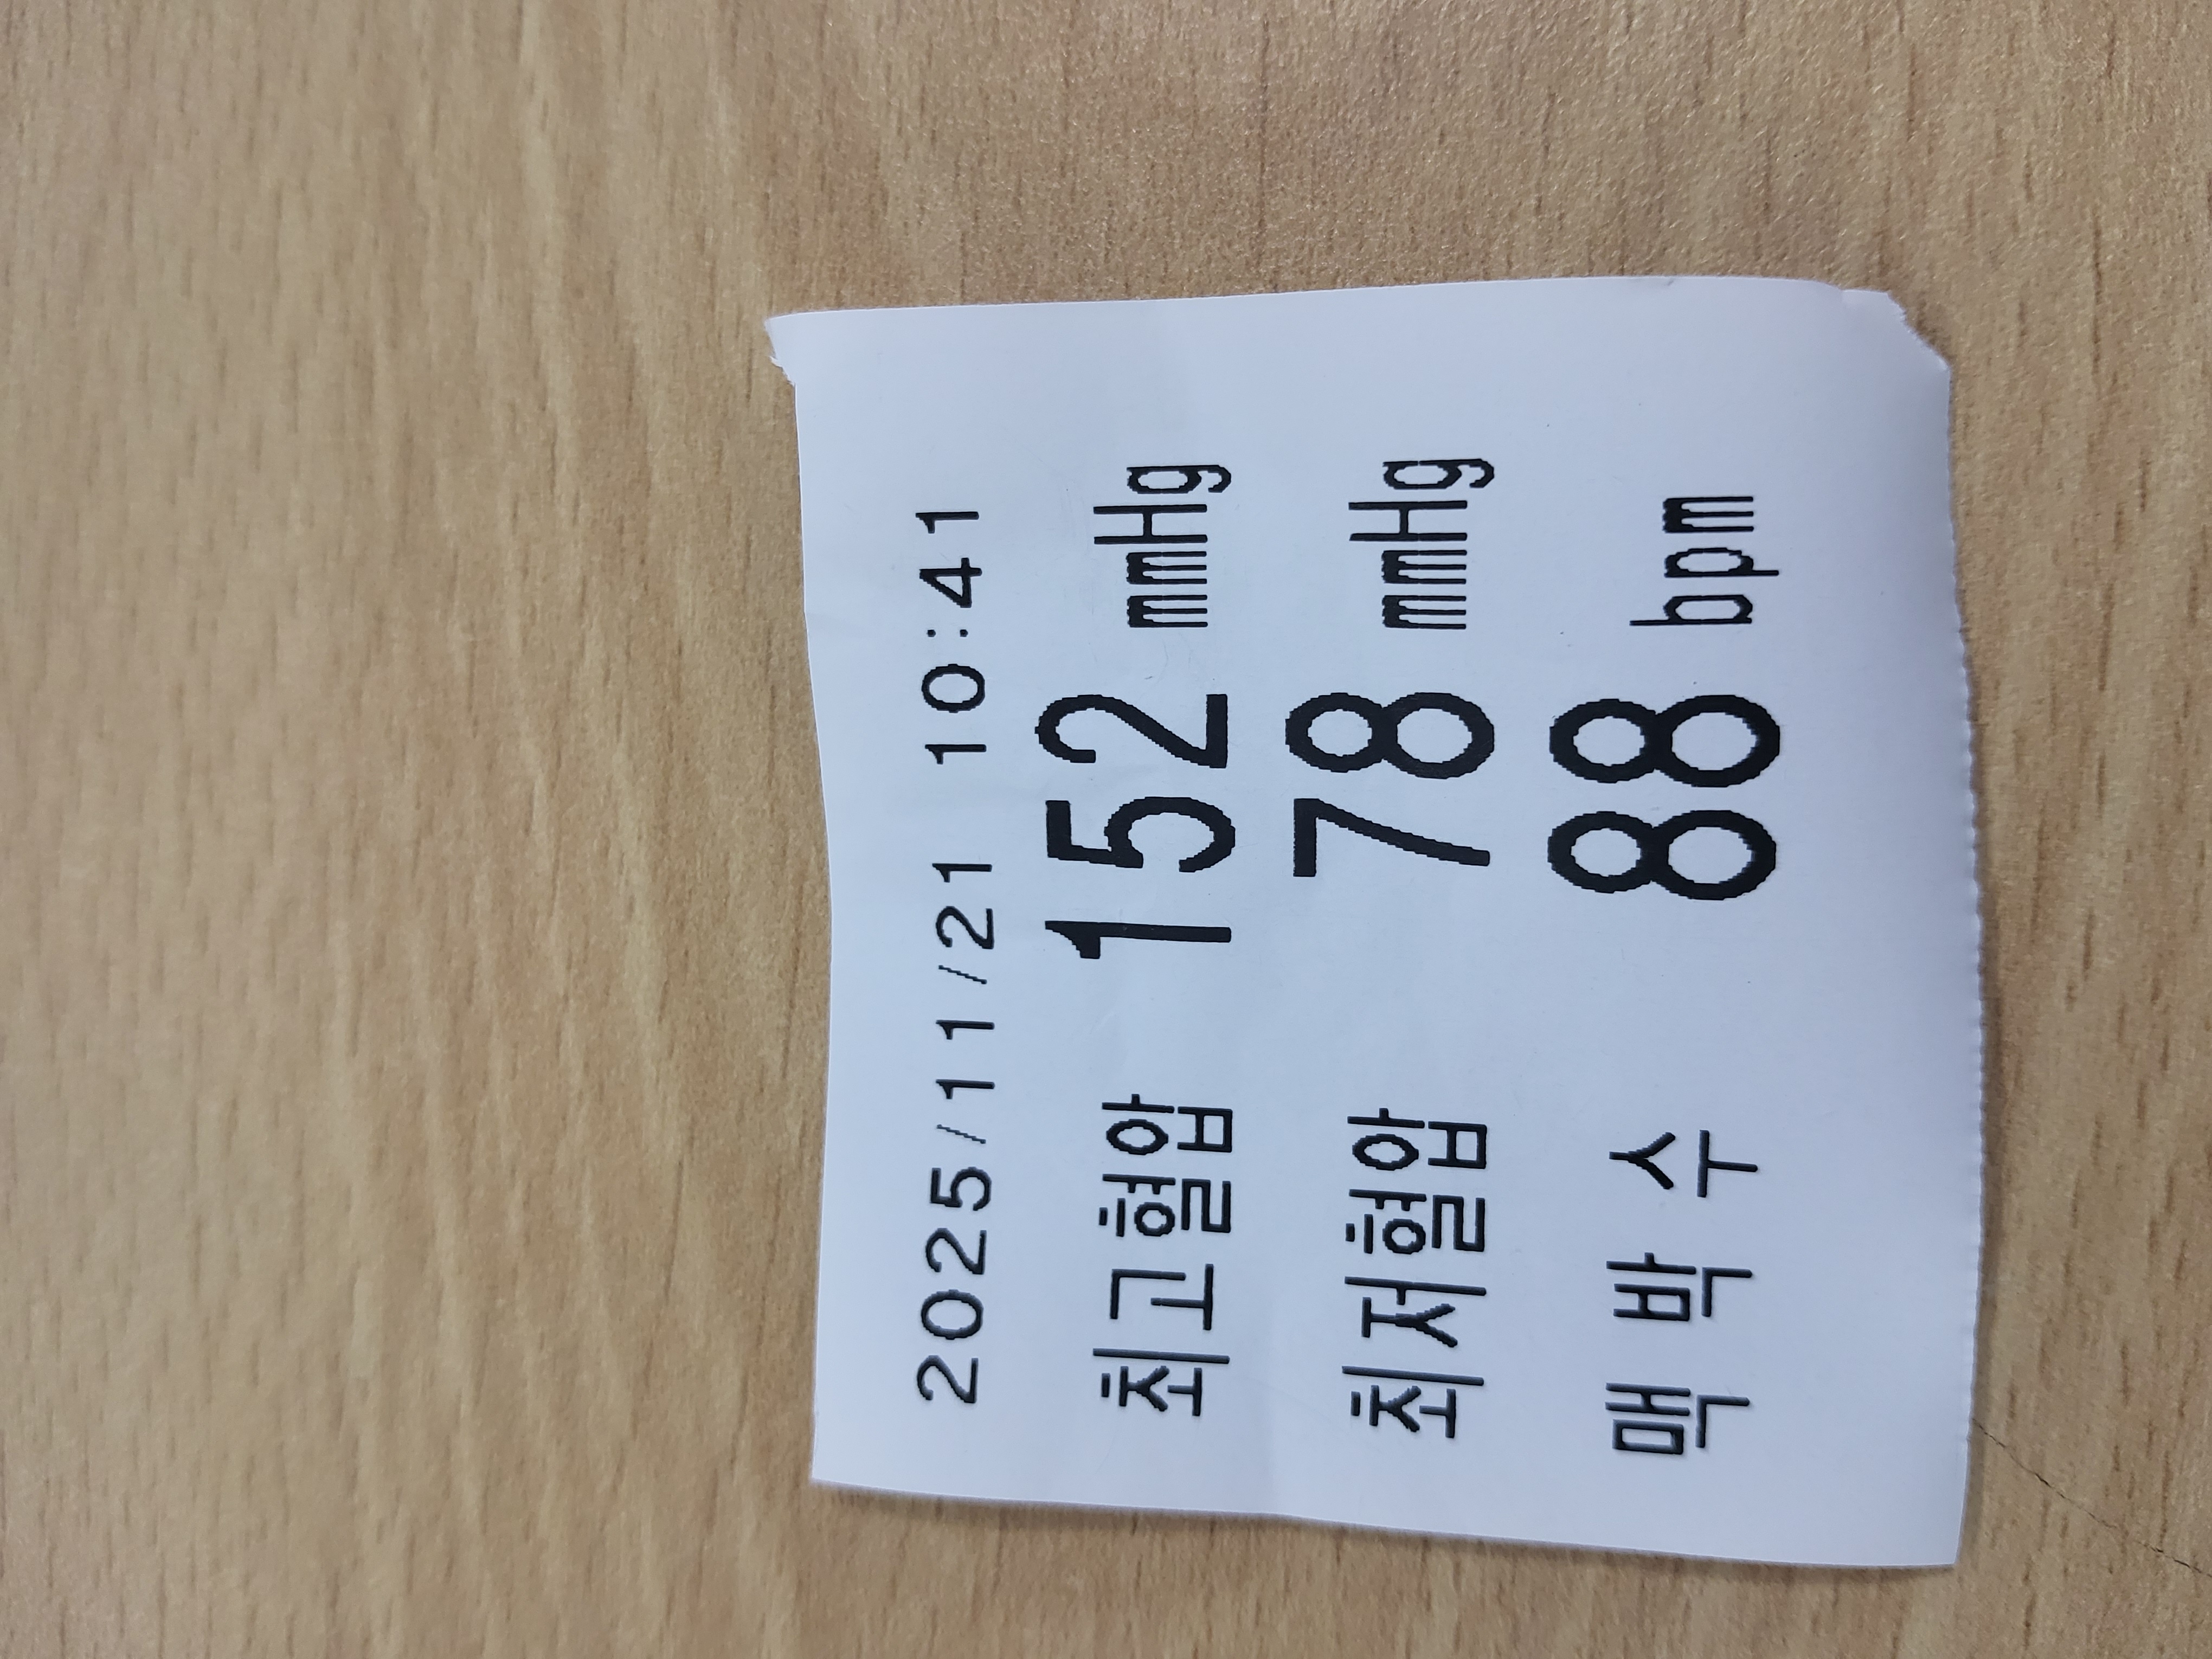 2025/11/21 10:41
최고혈압 152 mmHg
최저혈압 78 mmHg
맥 박 수 88 bpm